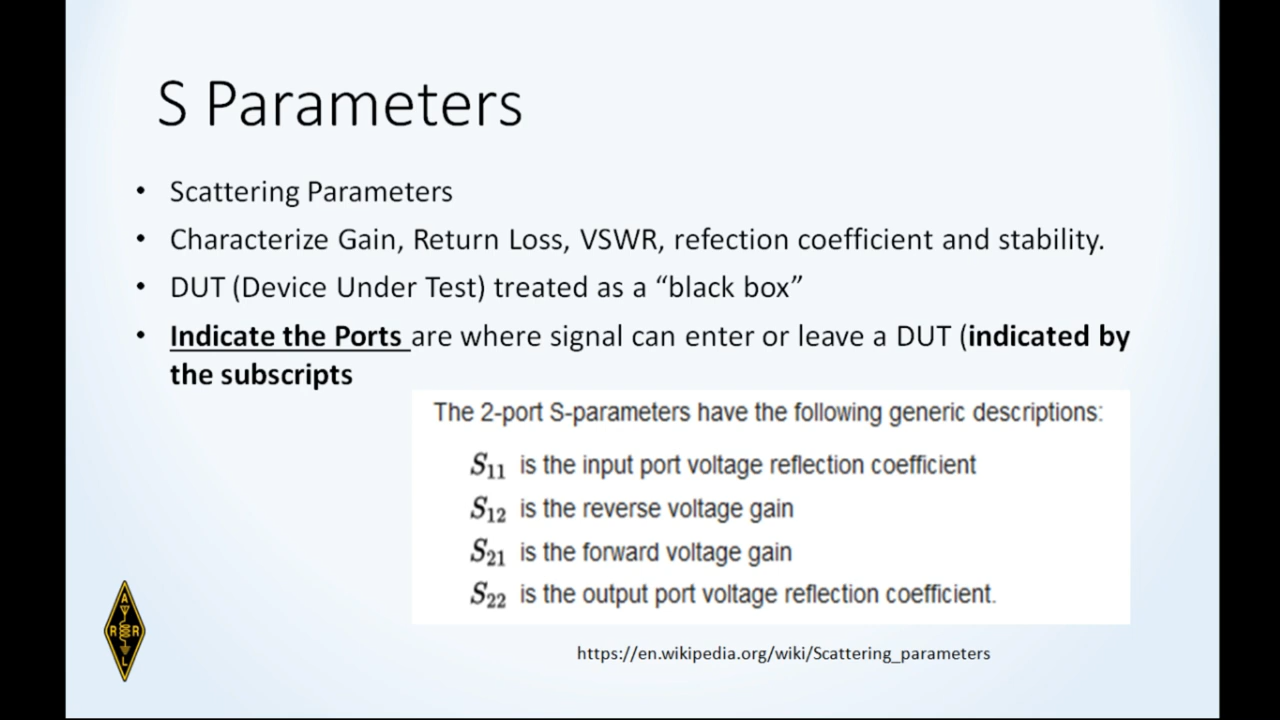 S Parameters
• Scattering Parameters
• Characterize Gain, Return Loss, VSWR, refection coefficient and stability.
• DUT (Device Under Test) treated as a “black box”
• Indicate the Ports are where signal can enter or leave a DUT (indicated by
the subscripts
The 2-port S-parameters have the following generic descriptions:
S11 is the input port voltage reflection coefficient
S12 is the reverse voltage gain
S21 is the forward voltage gain
S22 is the output port voltage reflection coefficient.
A
R R
L
https://en.wikipedia.org/wiki/Scattering_parameters